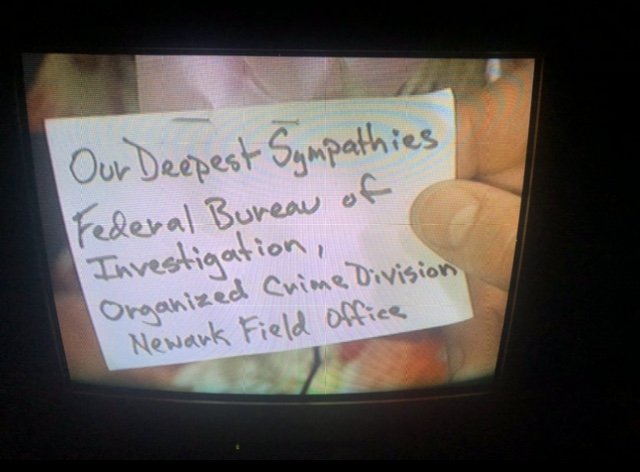 Our Deepest Sympathies
Federal Bureau of
Investigation,
Organized Crime Division
Newark Field Office